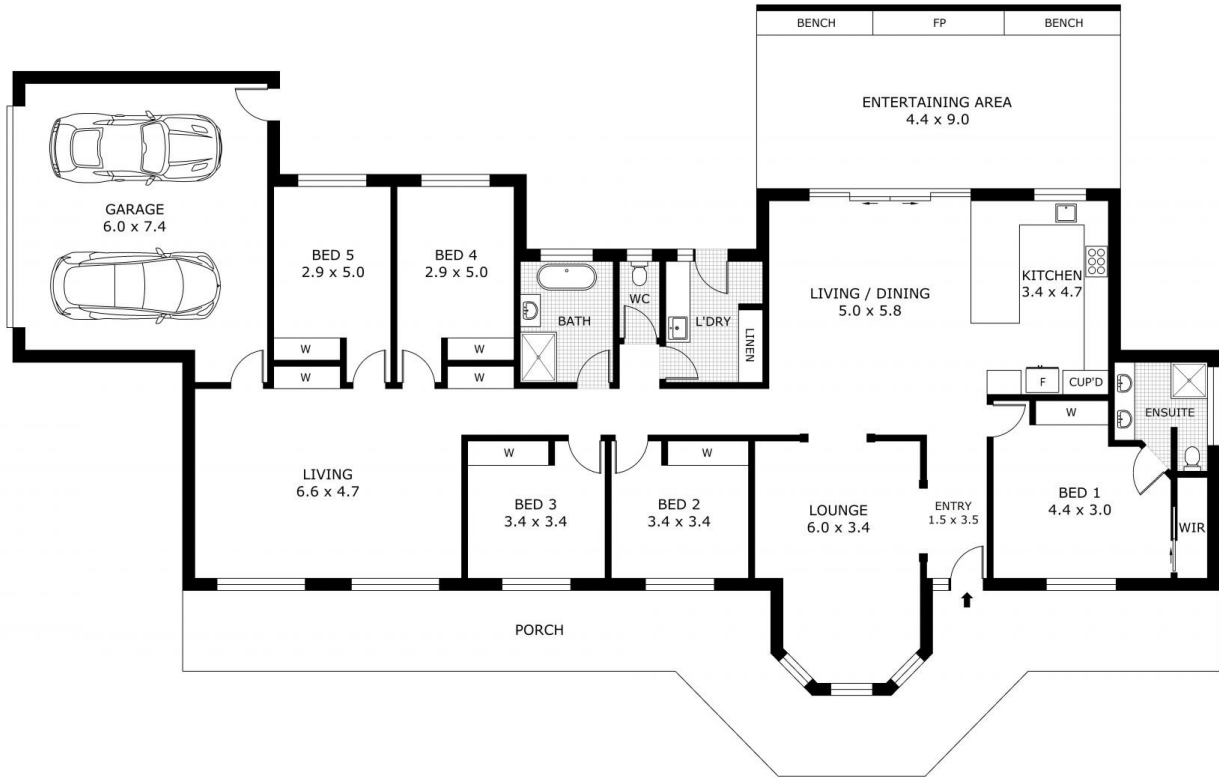 BENCH
FP
BENCH
ENTERTAINING AREA
4.4 x 9.0
GARAGE
6.0 x 7.4
BED 5
2.9 x 5.0
BED 4
2.9 x 5.0
W
W
W
W
BATH
WC
L'DRY
LINEN
LIVING / DINING
5.0 x 5.8
KITCHEN
3.4 x 4.7
F
CUP'D
ENSUITE
W
LIVING
6.6 x 4.7
W
BED 3
3.4 x 3.4
W
BED 2
3.4 x 3.4
LOUNGE
6.0 x 3.4
ENTRY
1.5 x 3.5
BED 1
4.4 x 3.0
WIR
PORCH